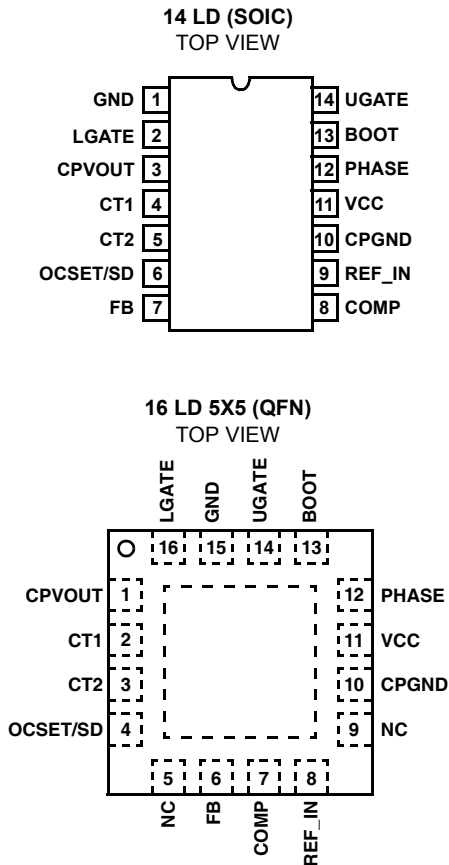 14 LD (SOIC)
TOP VIEW
GND 1 14 UGATE
LGATE 2 13 BOOT
CPVOUT 3 12 PHASE
CT1 4 11 VCC
CT2 5 10 CPGND
OCSET/SD 6 9 REF_IN
FB 7 8 COMP
16 LD 5X5 (QFN)
TOP VIEW
LGATE GND UGATE BOOT
16 15 14 13
CPVOUT 1 12 PHASE
CT1 2 11 VCC
CT2 3 10 CPGND
OCSET/SD 4 9 NC
5 6 7 8
NC FB COMP REF_IN